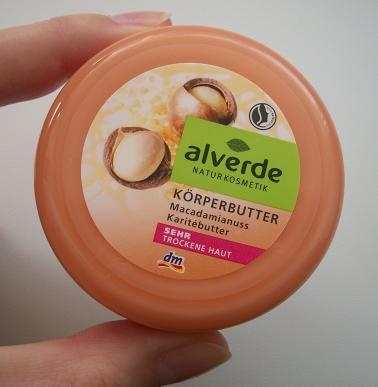 alverde
NATURKOSMETIK
KÖRPERBUTTER
Macadamianuss
Karitébutter
SEHR
TROCKENE HAUT
dm